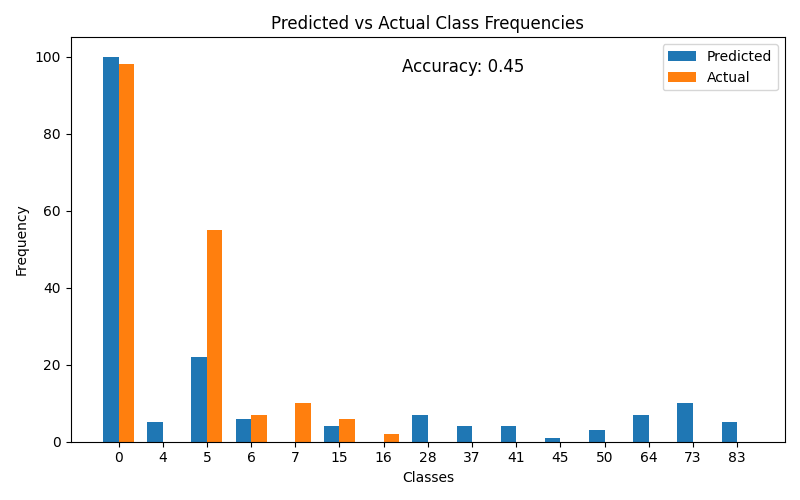 Predicted vs Actual Class Frequencies
Accuracy: 0.45
Predicted
Actual
Frequency
100
80
60
40
20
0
0 4 5 6 7 15 16 28 37 41 45 50 64 73 83
Classes